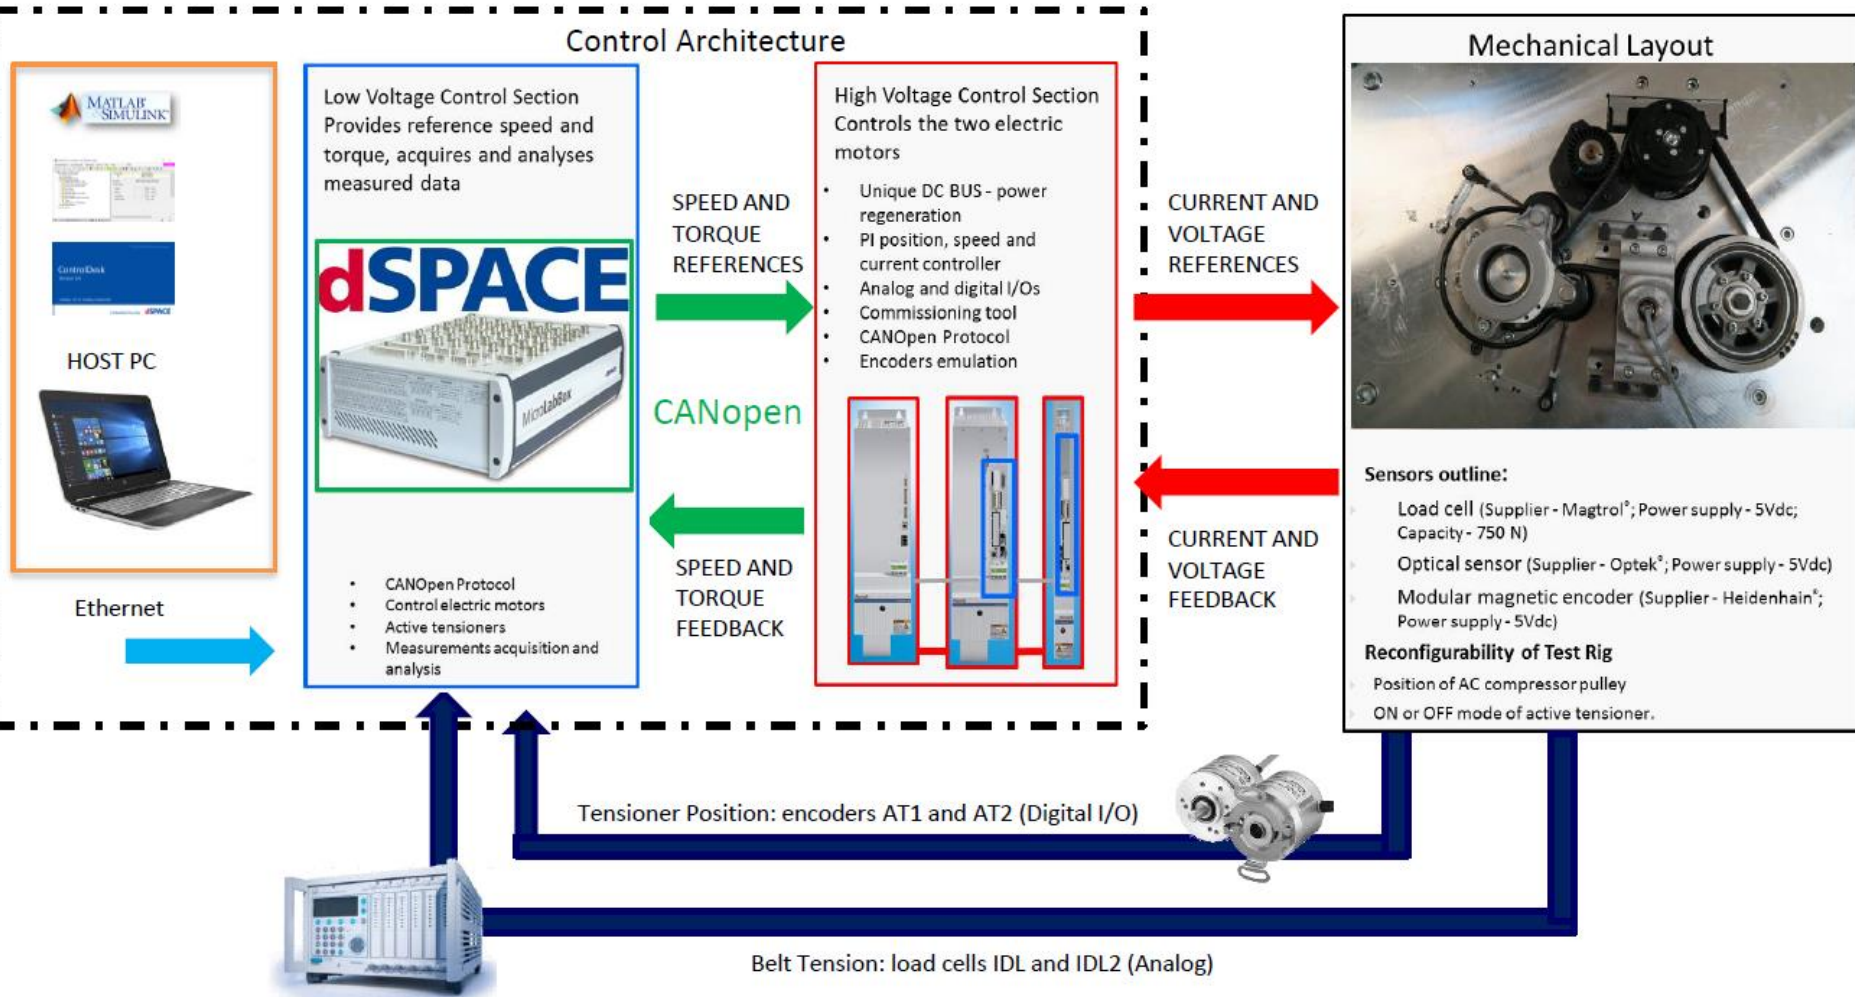 Control Architecture
MATLAB
SIMULINK
ControlDesk
dSPACE
HOST PC
Ethernet
Low Voltage Control Section
Provides reference speed and
torque, acquires and analyses
measured data
dSPACE
MicroLabBox
• CANOpen Protocol
• Control electric motors
• Active tensioners
• Measurements acquisition and
analysis
SPEED AND
TORQUE
REFERENCES
CANopen
SPEED AND
TORQUE
FEEDBACK
High Voltage Control Section
Controls the two electric
motors
• Unique DC BUS - power
regeneration
• PI position, speed and
current controller
• Analog and digital I/Os
• Commissioning tool
• CANOpen Protocol
• Encoders emulation
CURRENT AND
VOLTAGE
REFERENCES
CURRENT AND
VOLTAGE
FEEDBACK
Mechanical Layout
Sensors outline:
Load cell (Supplier - Magtrol®; Power supply - 5Vdc;
Capacity - 750 N)
Optical sensor (Supplier - Optek®; Power supply - 5Vdc)
Modular magnetic encoder (Supplier - Heidenhain®;
Power supply - 5Vdc)
Reconfigurability of Test Rig
Position of AC compressor pulley
ON or OFF mode of active tensioner.
Tensioner Position: encoders AT1 and AT2 (Digital I/O)
Belt Tension: load cells IDL and IDL2 (Analog)